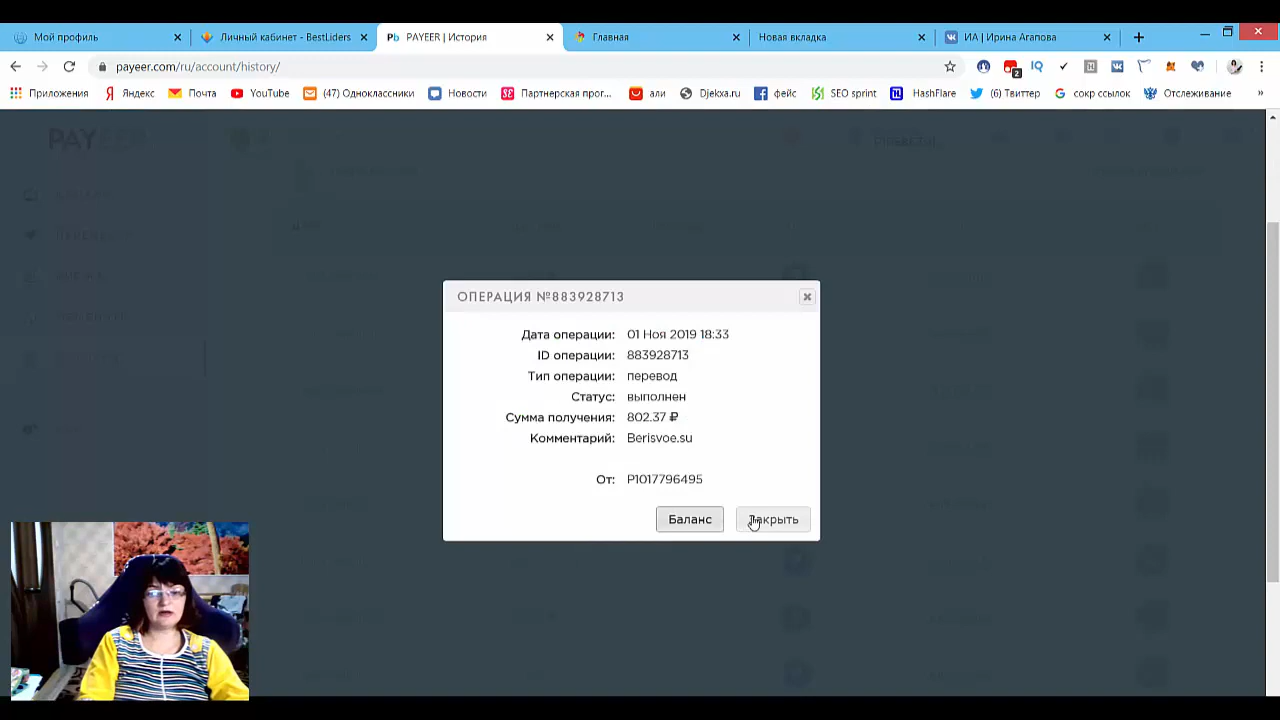 Мой профиль
Личный кабинет - BestLiders
Pb PAYEER | История
Главная
Новая вкладка
ИА | Ирина Агапова
payeer.com/ru/account/history/
2
Приложения
Яндекс
Почта
YouTube
(47) Одноклассники
Новости
Партнерская прог...
али
Djekxa.ru
фейс
SEO sprint
HashFlare
(6) Твиттер
сокр ссылок
Отслеживание
»
PAYEER
ОПЕРАЦИЯ №883928713
Дата операции: 01 Ноя 2019 18:33
ID операции: 883928713
Тип операции: перевод
Статус: выполнен
Сумма получения: 802.37 ₽
Комментарий: Berisvoe.su
От: P1017796495
Баланс
Закрыть